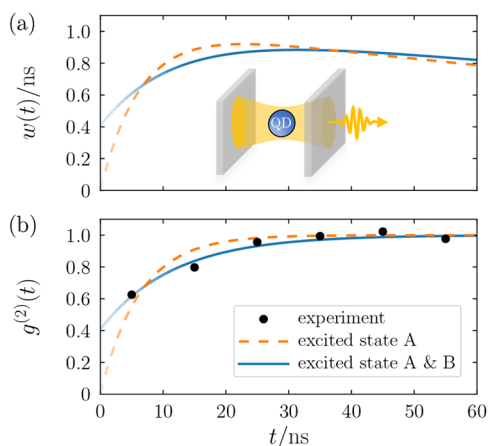 (a)
w(t)/ns
1.0
0.8
0.6
0.4
0.2
0
QD
(b)
g⁽²⁾(t)
1.0
0.8
0.6
0.4
0.2
0
experiment
excited state A
excited state A & B
0 10 20 30 40 50 60
t/ns